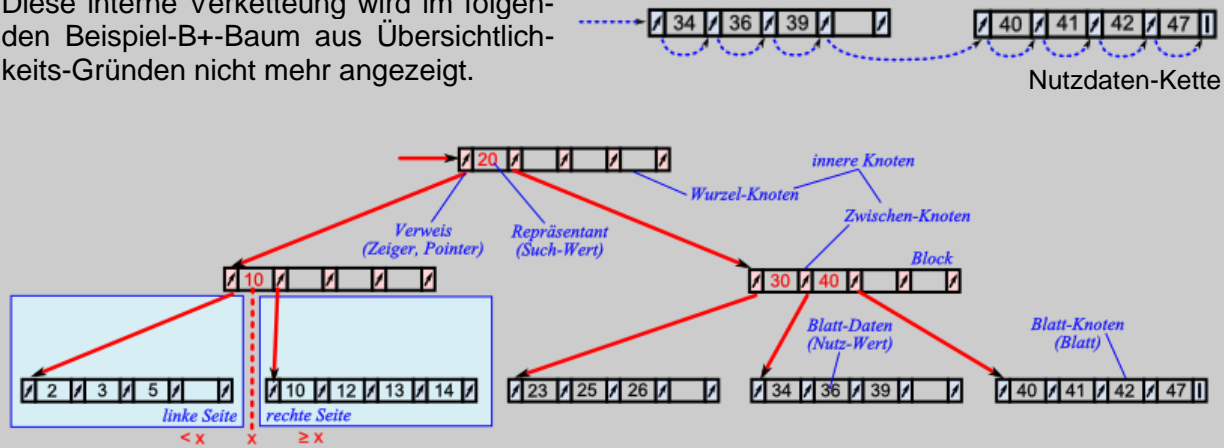 Diese interne Verketteung wird im folgen-
den Beispiel-B+-Baum aus Übersichtlich-
keits-Gründen nicht mehr angezeigt.
34 36 39
40 41 42 47
Nutzdaten-Kette
20
innere Knoten
Wurzel-Knoten
Zwischen-Knoten
Verweis
(Zeiger, Pointer)
Repräsentant
(Such-Wert)
Block
10
30 40
Blatt-Daten
(Nutz-Wert)
Blatt-Knoten
(Blatt)
2 3 5
10 12 13 14
23 25 26
34 36 39
40 41 42 47
linke Seite
rechte Seite
< x
x
≥ x